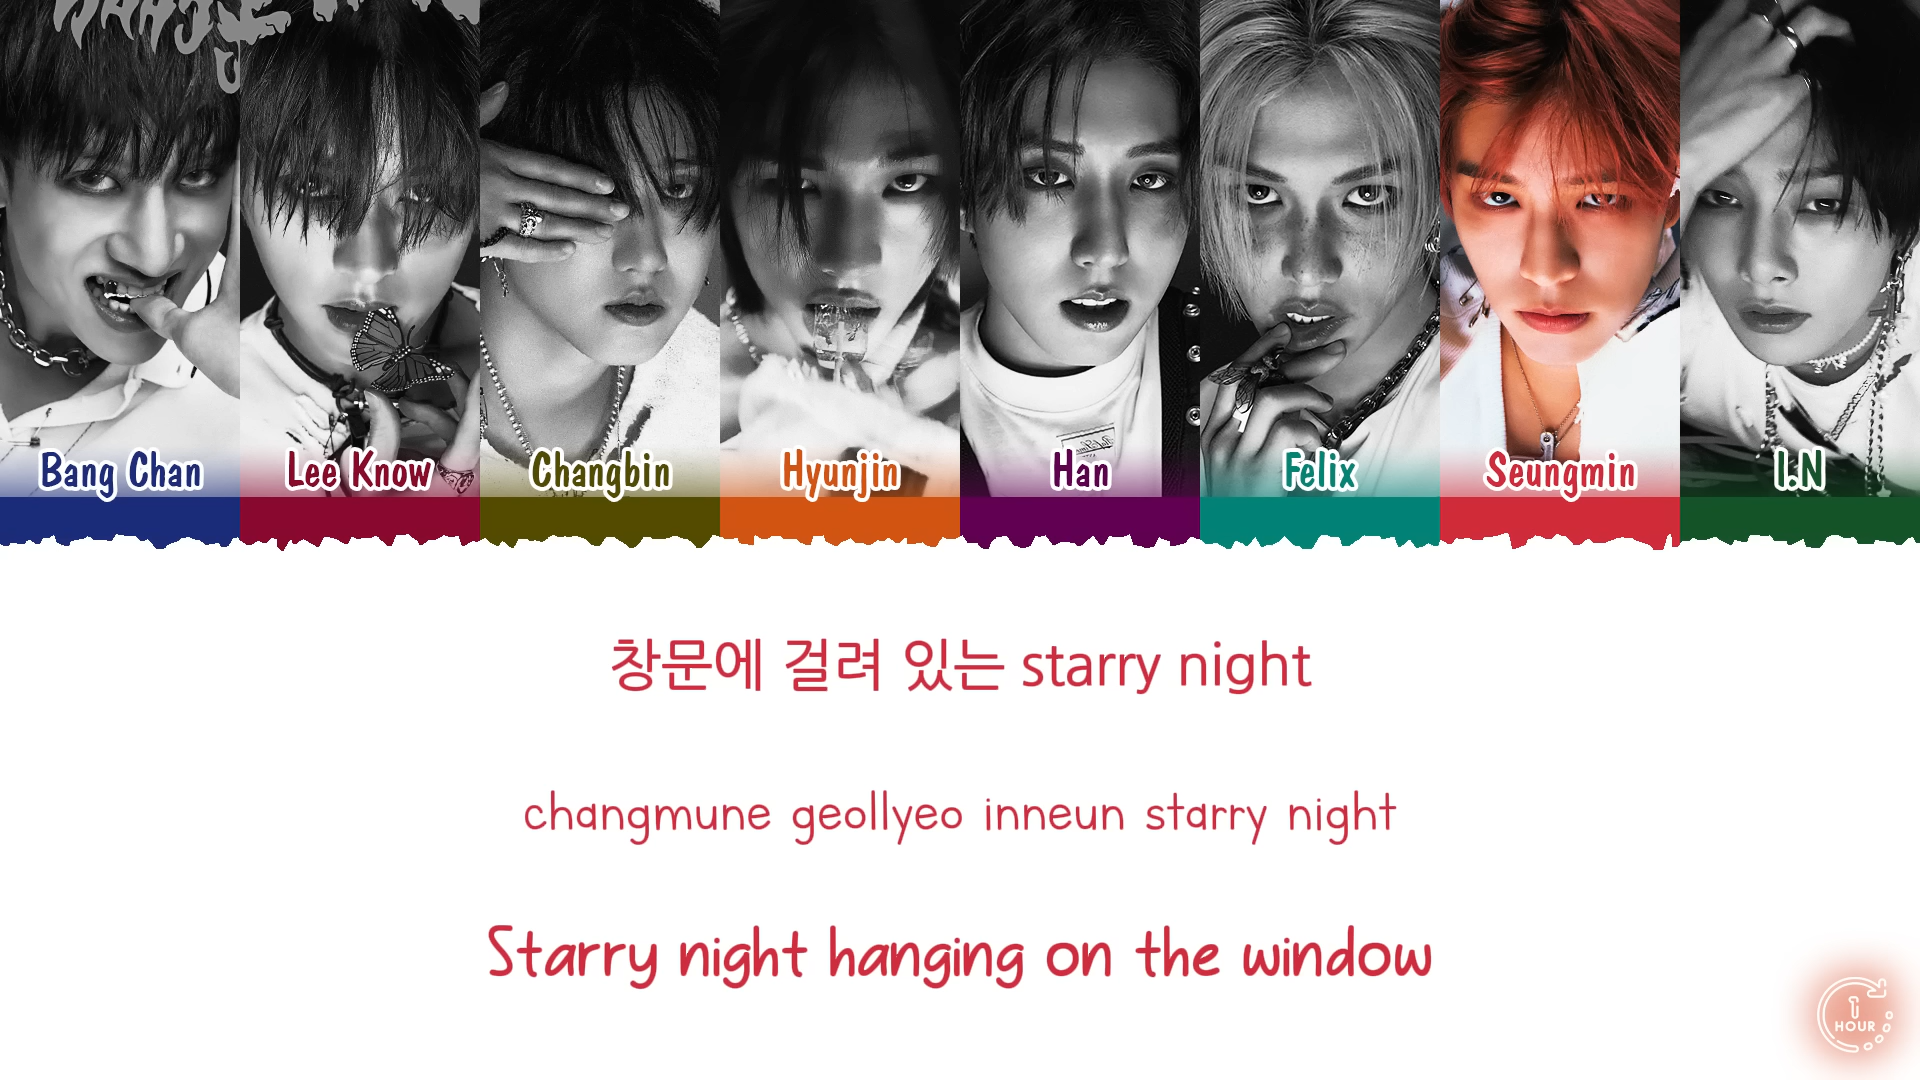 Bang Chan Lee Know Changbin Hyunjin Han Felix Seungmin I.N
창문에 걸려 있는 starry night
changmune geollyeo inneun starry night
Starry night hanging on the window
1
HOUR